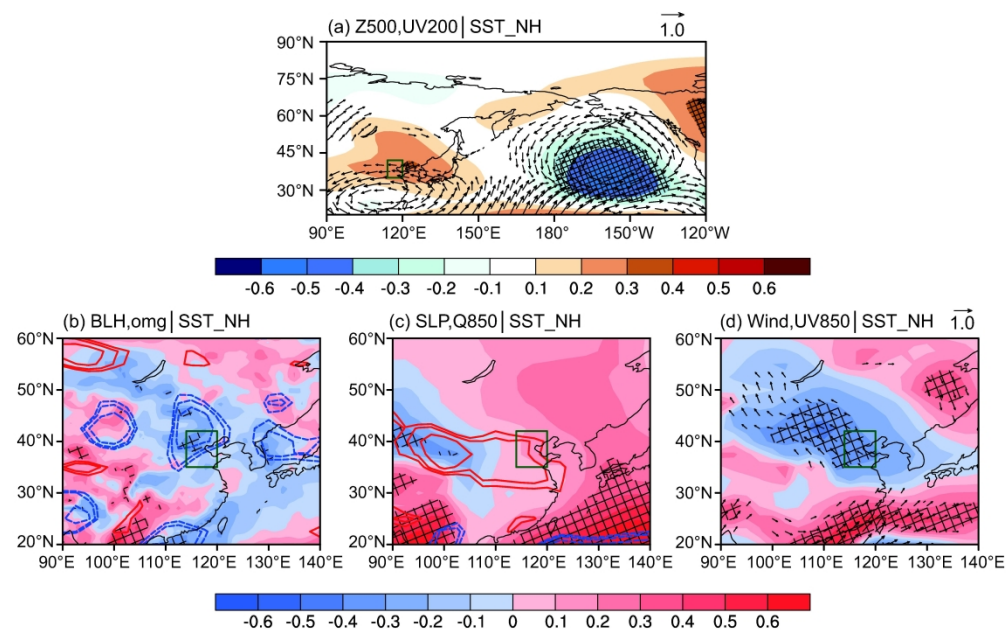 (a) Z500,UV200|SST_NH
1.0
90°N
75°N
60°N
45°N
30°N
90°E 120°E 150°E 180° 150°W 120°W
-0.6 -0.5 -0.4 -0.3 -0.2 -0.1 0.1 0.2 0.3 0.4 0.5 0.6
(b) BLH,omg|SST_NH
60°N
50°N
40°N
30°N
20°N
90°E 100°E 110°E 120°E 130°E 140°E
(c) SLP,Q850|SST_NH
60°N
50°N
40°N
30°N
20°N
90°E 100°E 110°E 120°E 130°E 140°E
(d) Wind,UV850|SST_NH
1.0
60°N
50°N
40°N
30°N
20°N
90°E 100°E 110°E 120°E 130°E 140°E
-0.6 -0.5 -0.4 -0.3 -0.2 -0.1 0 0.1 0.2 0.3 0.4 0.5 0.6